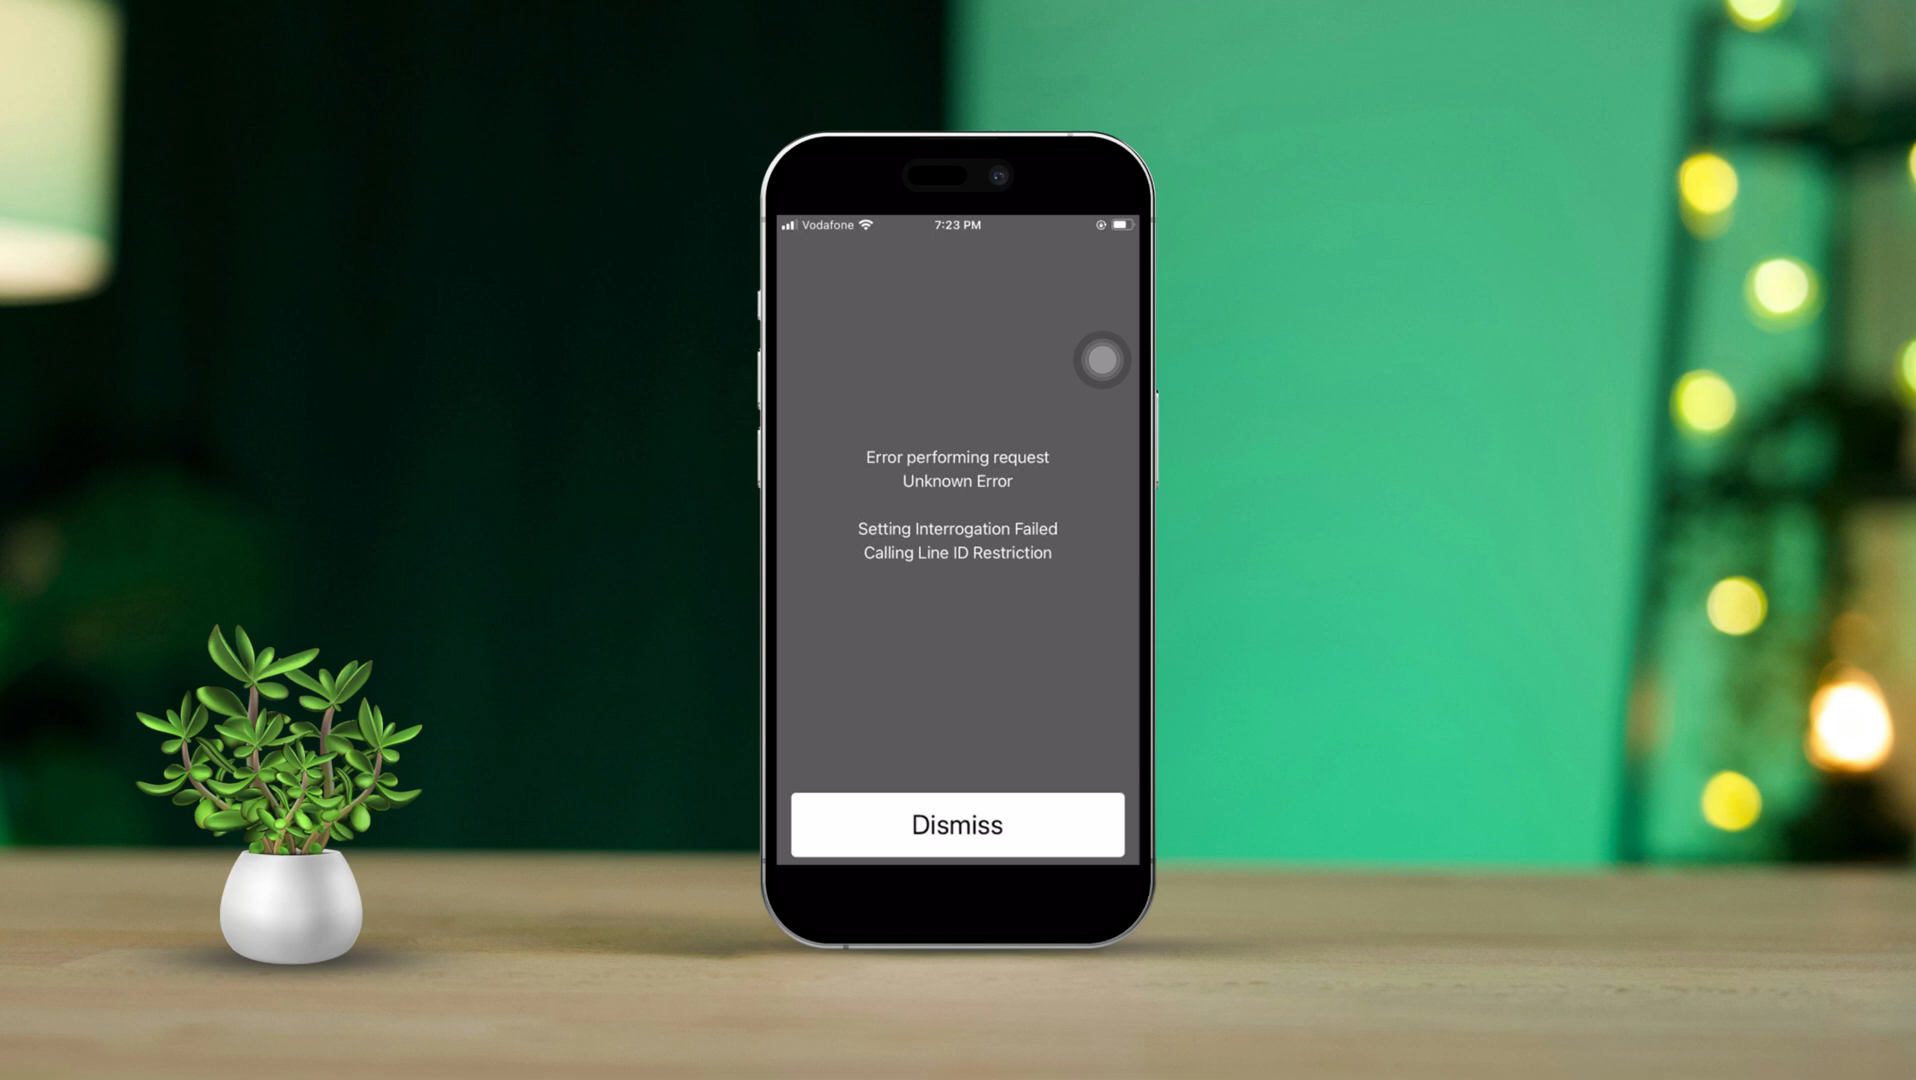 Vodafone 7:23 PM
Error performing request
Unknown Error
Setting Interrogation Failed
Calling Line ID Restriction
Dismiss